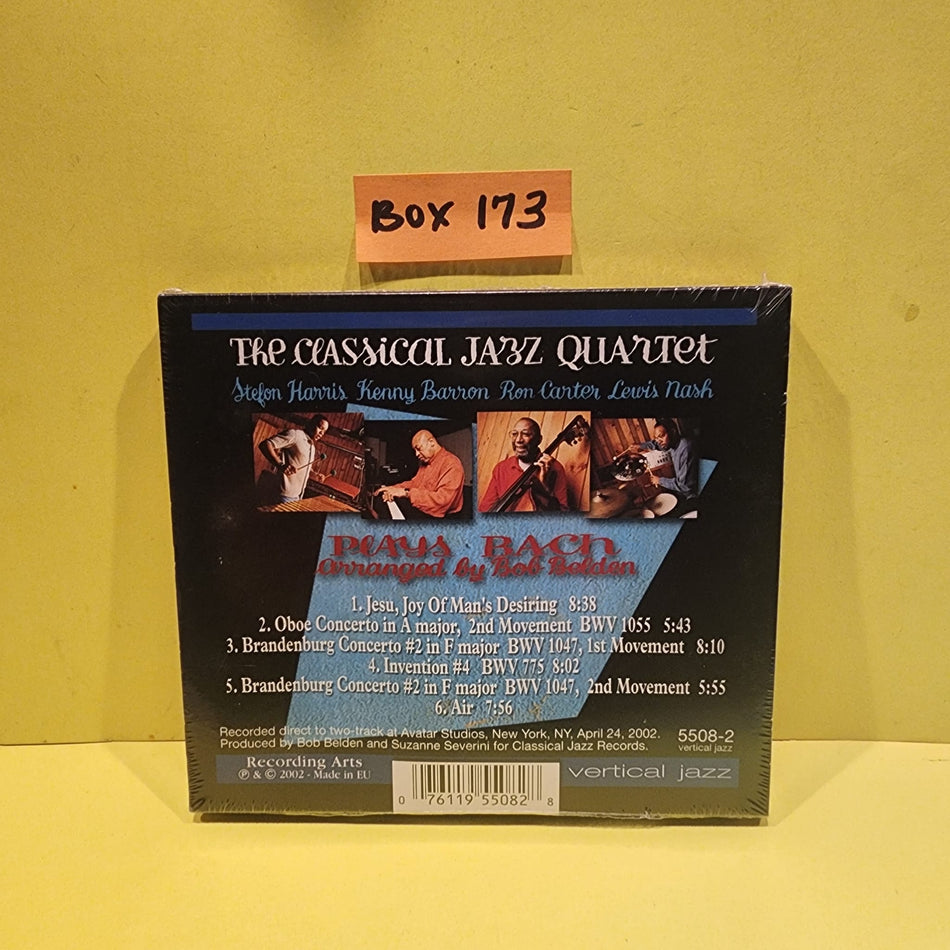 BOX 173
The Classical Jazz Quartet
Stefon Harris Kenny Barron Ron Carter Lewis Nash
Plays Bach
Arranged by Bob Belden
1. Jesu, Joy Of Man's Desiring 8:38
2. Oboe Concerto in A major, 2nd Movement BWV 1055 5:43
3. Brandenburg Concerto #2 in F major BWV 1047, 1st Movement 8:10
4. Invention #4 BWV 775 8:02
5. Brandenburg Concerto #2 in F major BWV 1047, 2nd Movement 5:55
6. Air 7:56
Recorded direct to two-track at Avatar Studios, New York, NY, April 24, 2002.
Produced by Bob Belden and Suzanne Severini for Classical Jazz Records.
5508-2
vertical jazz
Recording Arts
℗ & © 2002 - Made in EU
vertical jazz
0 76119 55082 8